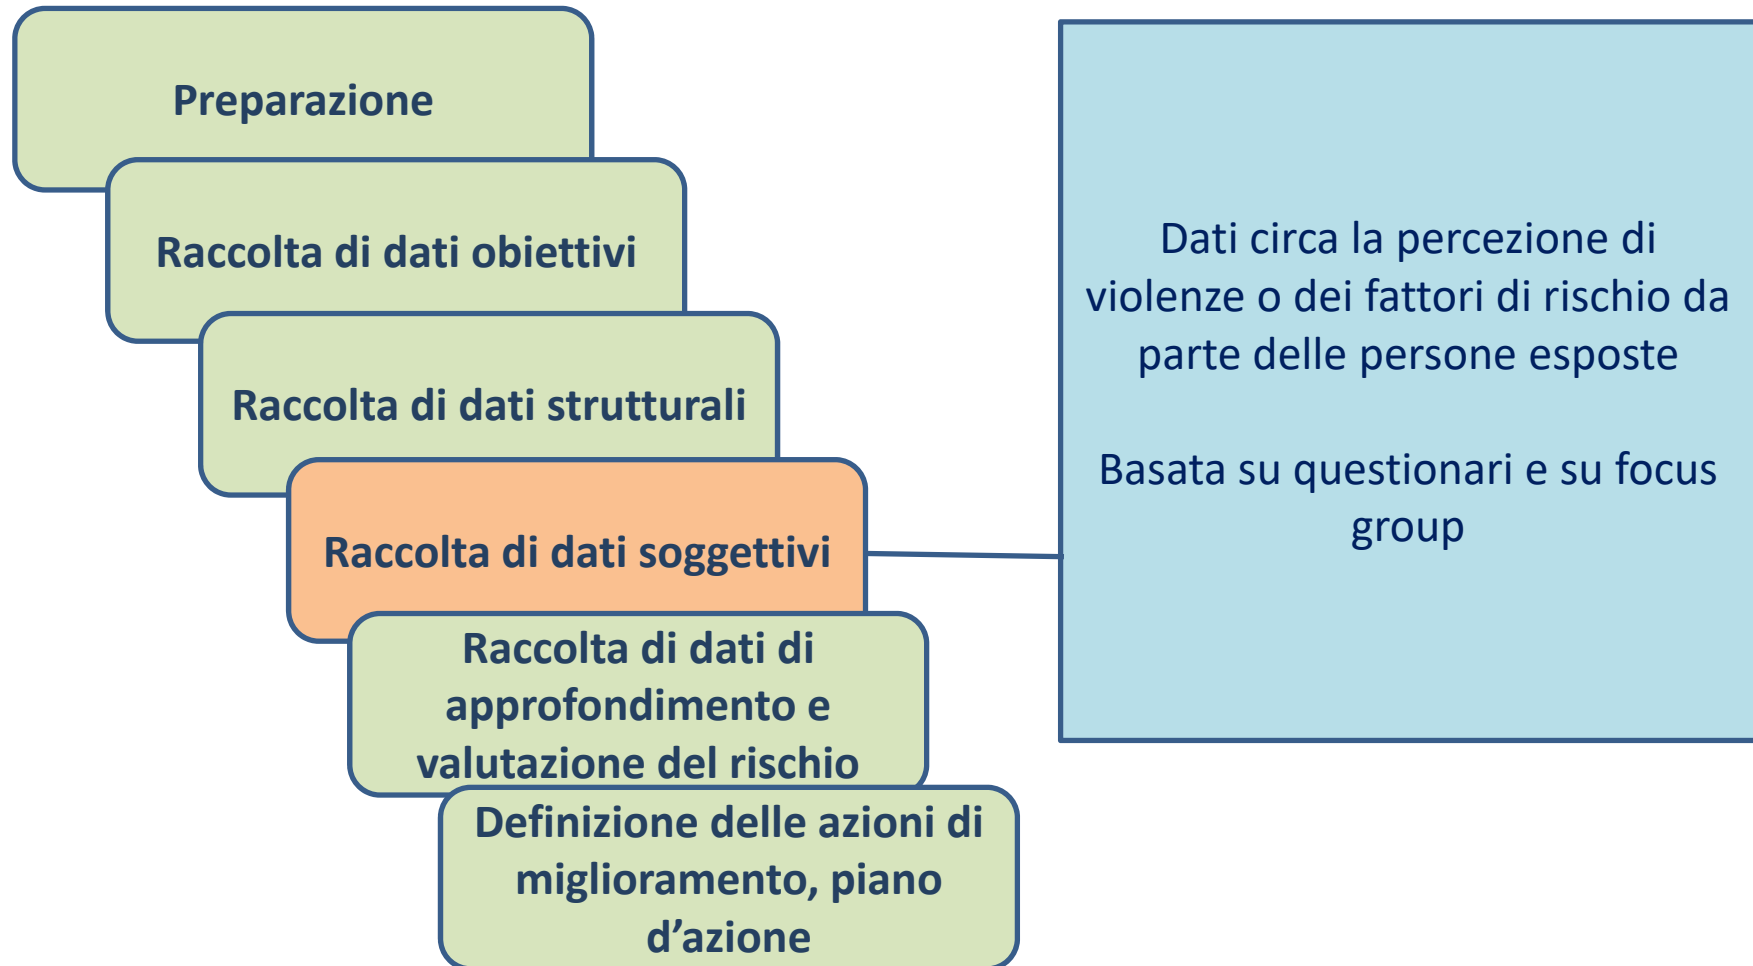 Preparazione
Raccolta di dati obiettivi
Raccolta di dati strutturali
Raccolta di dati soggettivi
Raccolta di dati di
approfondimento e
valutazione del rischio
Definizione delle azioni di
miglioramento, piano
d’azione
Dati circa la percezione di
violenze o dei fattori di rischio da
parte delle persone esposte
Basata su questionari e su focus
group